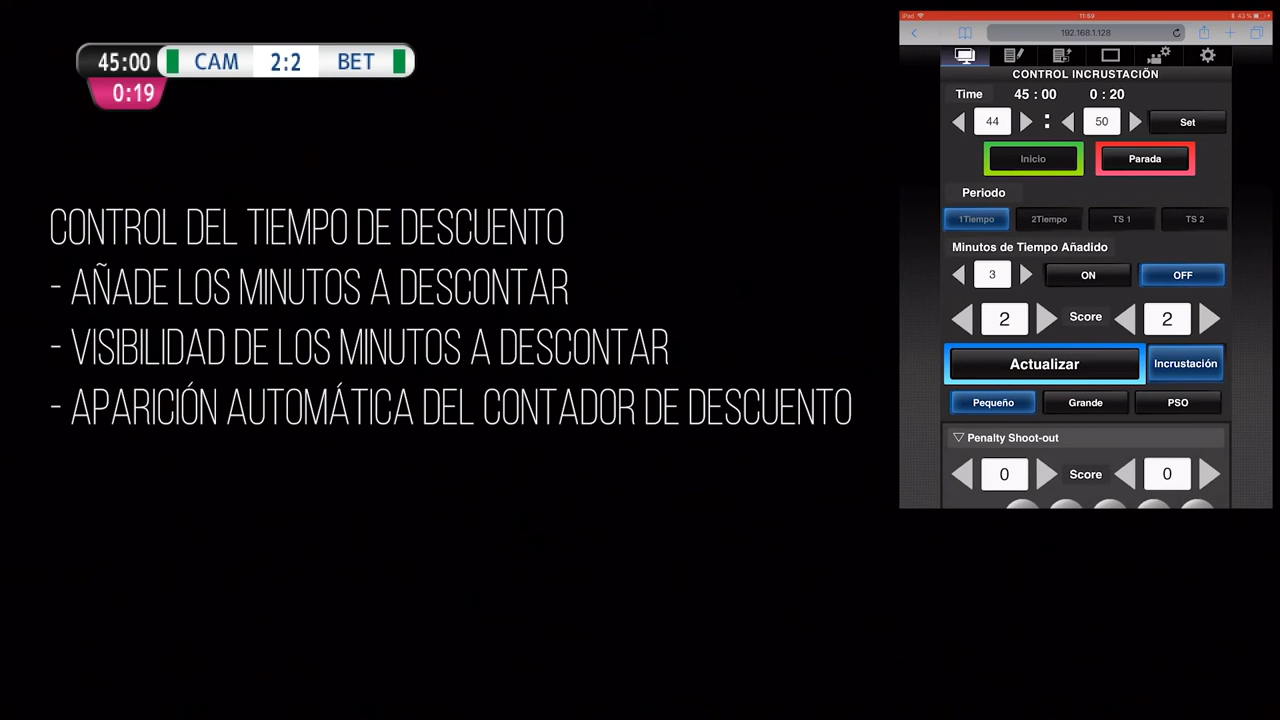 45:00 CAM 2:2 BET
0:19
CONTROL DEL TIEMPO DE DESCUENTO
- AÑADE LOS MINUTOS A DESCONTAR
- VISIBILIDAD DE LOS MINUTOS A DESCONTAR
- APARICIÓN AUTOMÁTICA DEL CONTADOR DE DESCUENTO
iPad 11:59 43 %
192.168.1.128
CONTROL INCRUSTACIÒN
Time 45 : 00 0 : 20
44 : 50 Set
Inicio Parada
Periodo
1Tiempo 2Tiempo TS 1 TS 2
Minutos de Tiempo Añadido
3 ON OFF
2 Score 2
Actualizar Incrustación
Pequeño Grande PSO
Penalty Shoot-out
0 Score 0